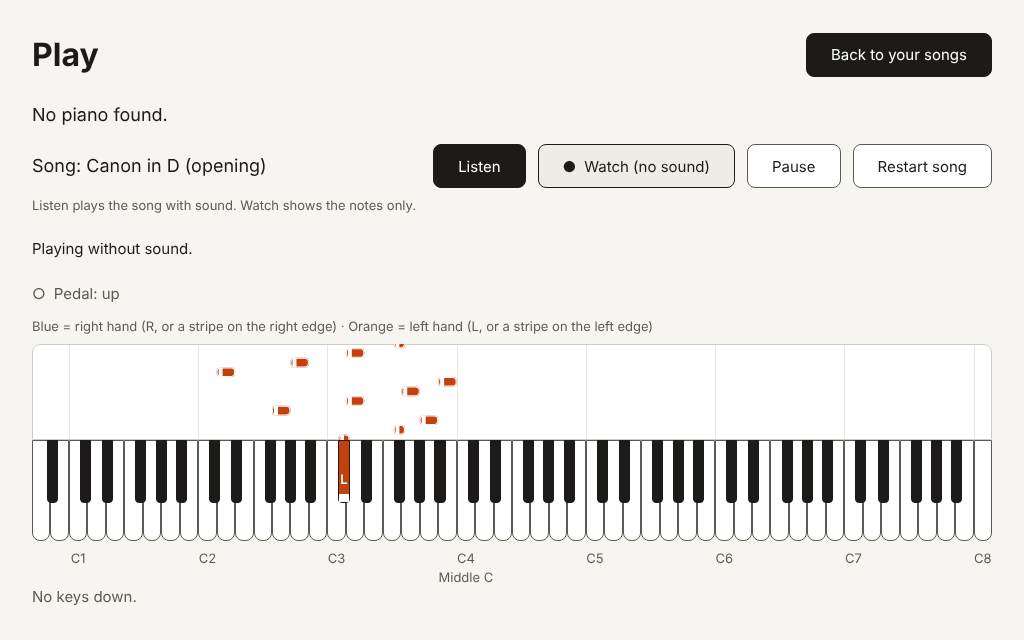 Play
Back to your songs
No piano found.
Song: Canon in D (opening)
Listen
Watch (no sound)
Pause
Restart song
Listen plays the song with sound. Watch shows the notes only.
Playing without sound.
Pedal: up
Blue = right hand (R, or a stripe on the right edge) · Orange = left hand (L, or a stripe on the left edge)
L
C1 C2 C3 C4 C5 C6 C7 C8
Middle C
No keys down.